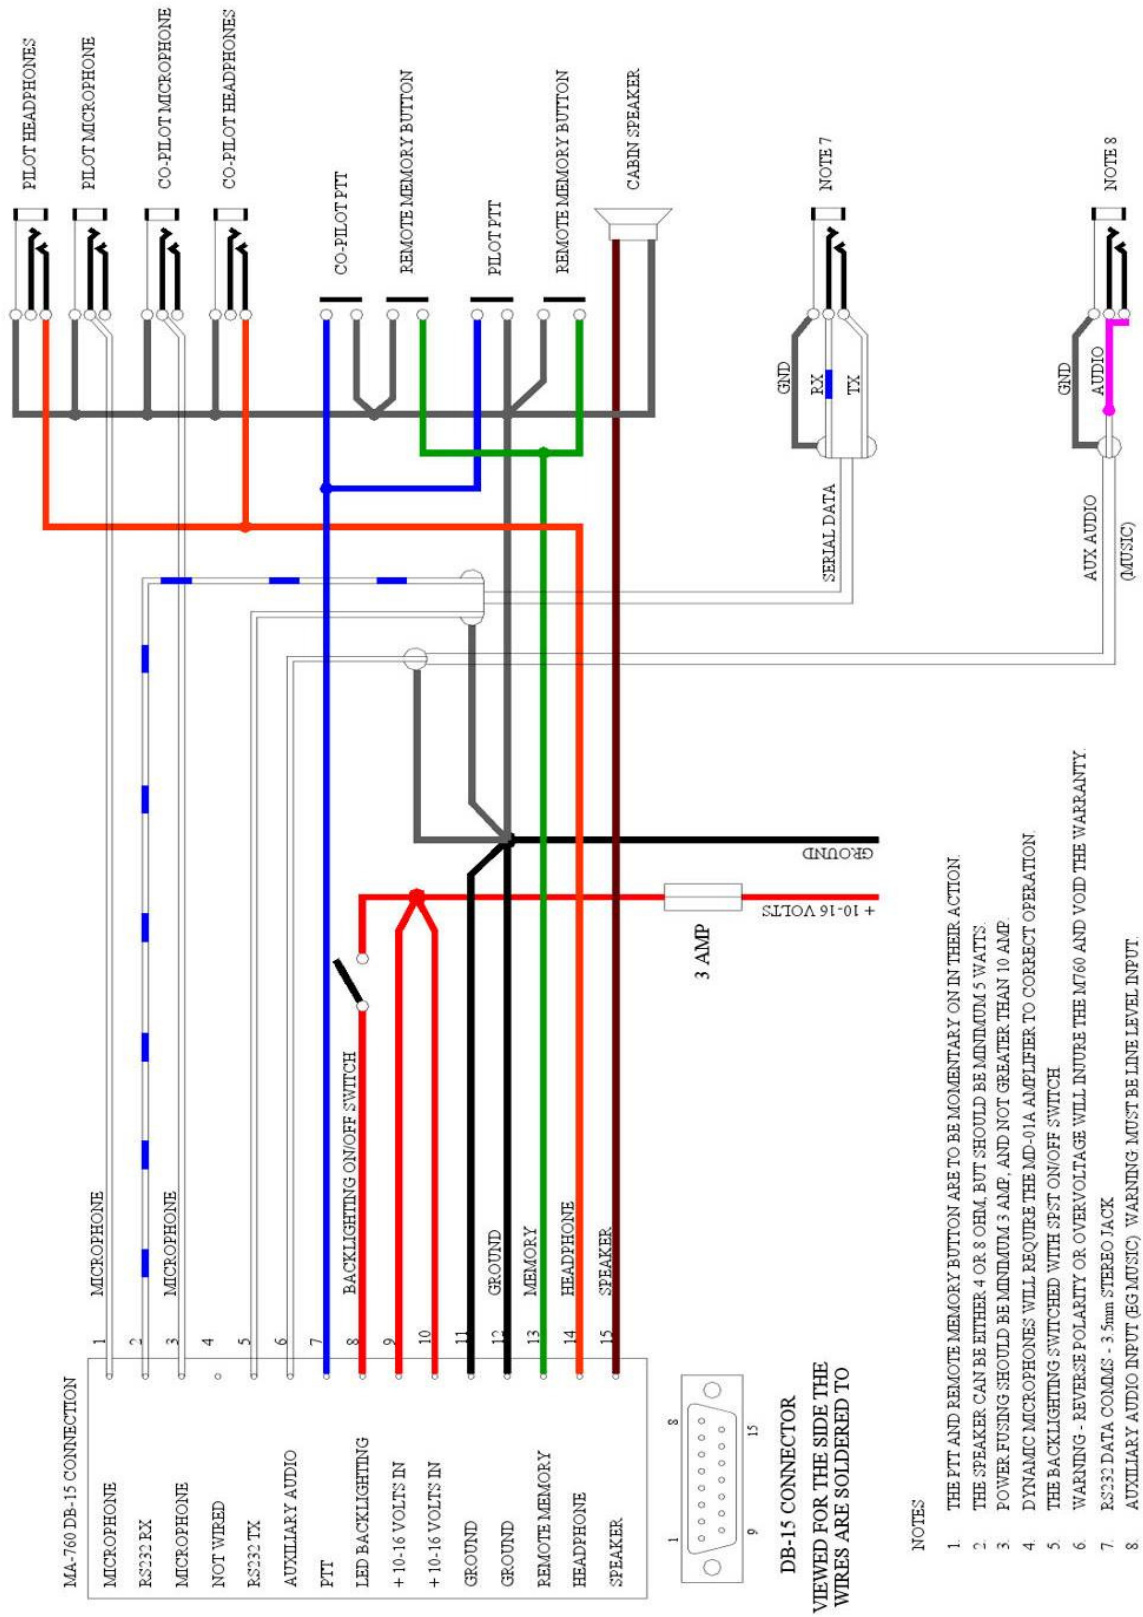 MA-760 DB-15 CONNECTION
MICROPHONE
RS232 RX
MICROPHONE
NOT WIRED
RS232 TX
AUXILIARY AUDIO
PTT
LED BACKLIGHTING
+ 10-16 VOLTS IN
+ 10-16 VOLTS IN
GROUND
GROUND
REMOTE MEMORY
HEADPHONE
SPEAKER
1
2
3
4
5
6
7
8
9
10
11
12
13
14
15
MICROPHONE
MICROPHONE
BACKLIGHTING ON/OFF SWITCH
GROUND
MEMORY
HEADPHONE
SPEAKER
PILOT HEADPHONES
PILOT MICROPHONE
CO-PILOT MICROPHONE
CO-PILOT HEADPHONES
CO-PILOT PTT
REMOTE MEMORY BUTTON
PILOT PTT
REMOTE MEMORY BUTTON
CABIN SPEAKER
NOTE 7
GND
RX
TX
SERIAL DATA
NOTE 8
GND
AUDIO
AUX AUDIO
(MUSIC)
GROUND
+ 10-16 VOLTS
3 AMP
1
8
9
15
DB-15 CONNECTOR
VIEWED FOR THE SIDE THE
WIRES ARE SOLDERED TO
NOTES
1. THE PTT AND REMOTE MEMORY BUTTON ARE TO BE MOMENTARY ON IN THEIR ACTION.
2. THE SPEAKER CAN BE EITHER 4 OR 8 OHM, BUT SHOULD BE MINIMUM 5 WATTS.
3. POWER FUSING SHOULD BE MINIMUM 3 AMP, AND NOT GREATER THAN 10 AMP.
4. DYNAMIC MICROPHONES WILL REQUIRE THE MD-01A AMPLIFIER TO CORRECT OPERATION.
5. THE BACKLIGHTING SWITCHED WITH SPST ON/OFF SWITCH
6. WARNING - REVERSE POLARITY OR OVERVOLTAGE WILL INJURE THE M760 AND VOID THE WARRANTY.
7. RS232 DATA COMMS - 3.5mm STEREO JACK
8. AUXILIARY AUDIO INPUT (EG MUSIC) WARNING MUST BE LINE LEVEL INPUT.